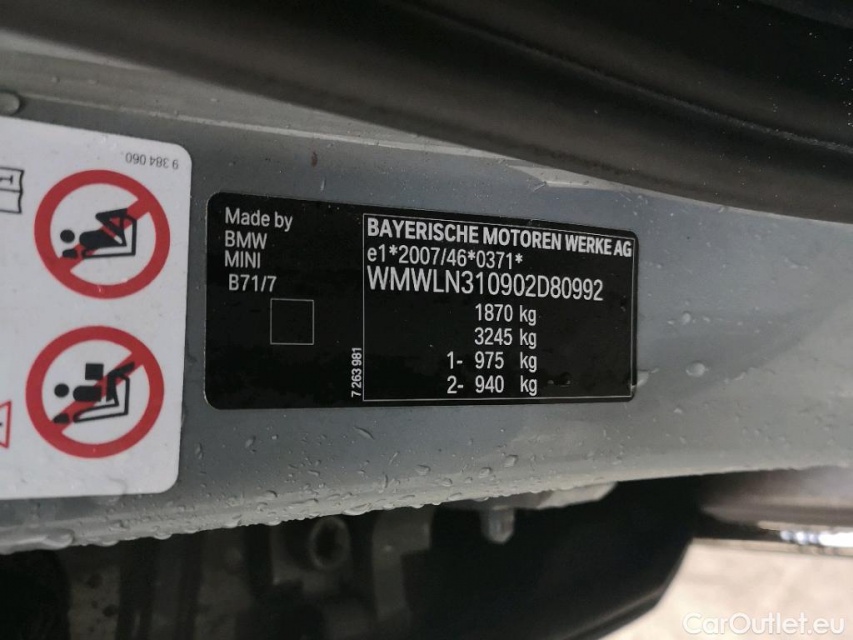 9 384 060.
Made by
BMW
MINI
B71/7
7 263 981
BAYERISCHE MOTOREN WERKE AG
e1*2007/46*0371*
WMWLN310902D80992
1870 kg
3245 kg
1- 975 kg
2- 940 kg
CarOutlet.eu